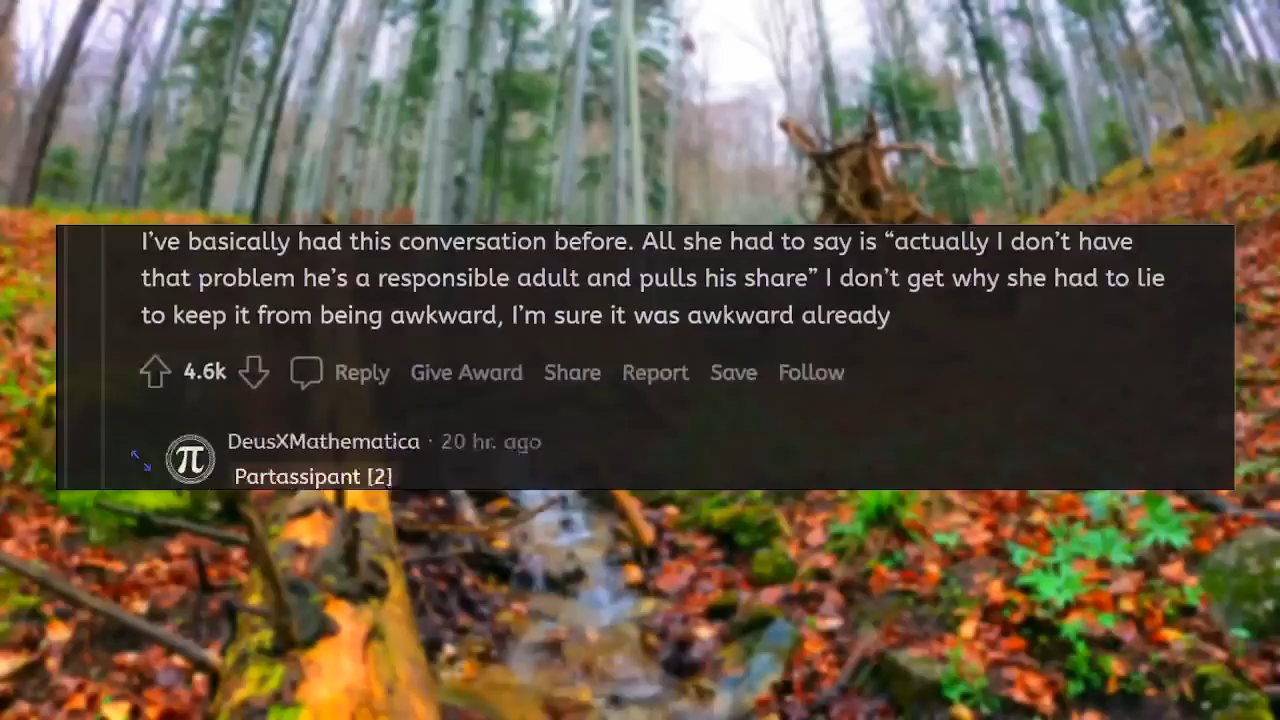 I’ve basically had this conversation before. All she had to say is “actually I don’t have
that problem he’s a responsible adult and pulls his share” I don’t get why she had to lie
to keep it from being awkward, I’m sure it was awkward already
4.6k Reply Give Award Share Report Save Follow
π DeusXMathematica · 20 hr. ago
Partassipant [2]